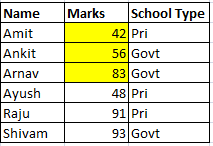 Name Marks School Type
Amit 42 Pri
Ankit 56 Govt
Arnav 83 Govt
Ayush 48 Pri
Raju 91 Pri
Shivam 93 Govt